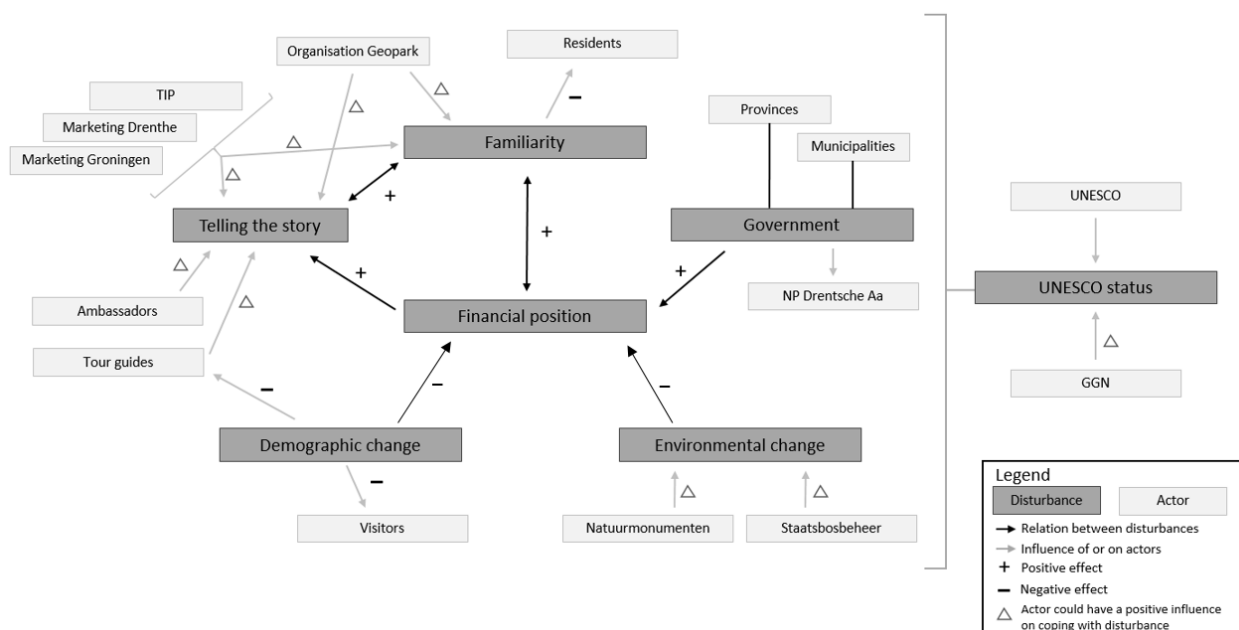 Organisation Geopark
Residents
TIP
Marketing Drenthe
Marketing Groningen
Familiarity
Provinces
Municipalities
Telling the story
Government
UNESCO
Ambassadors
Financial position
NP Drentsche Aa
UNESCO status
Tour guides
GGN
Demographic change
Environmental change
Visitors
Natuurmonumenten
Staatsbosbeheer
Legend
Disturbance
Actor
Relation between disturbances
Influence of or on actors
+ Positive effect
− Negative effect
△ Actor could have a positive influence
on coping with disturbance